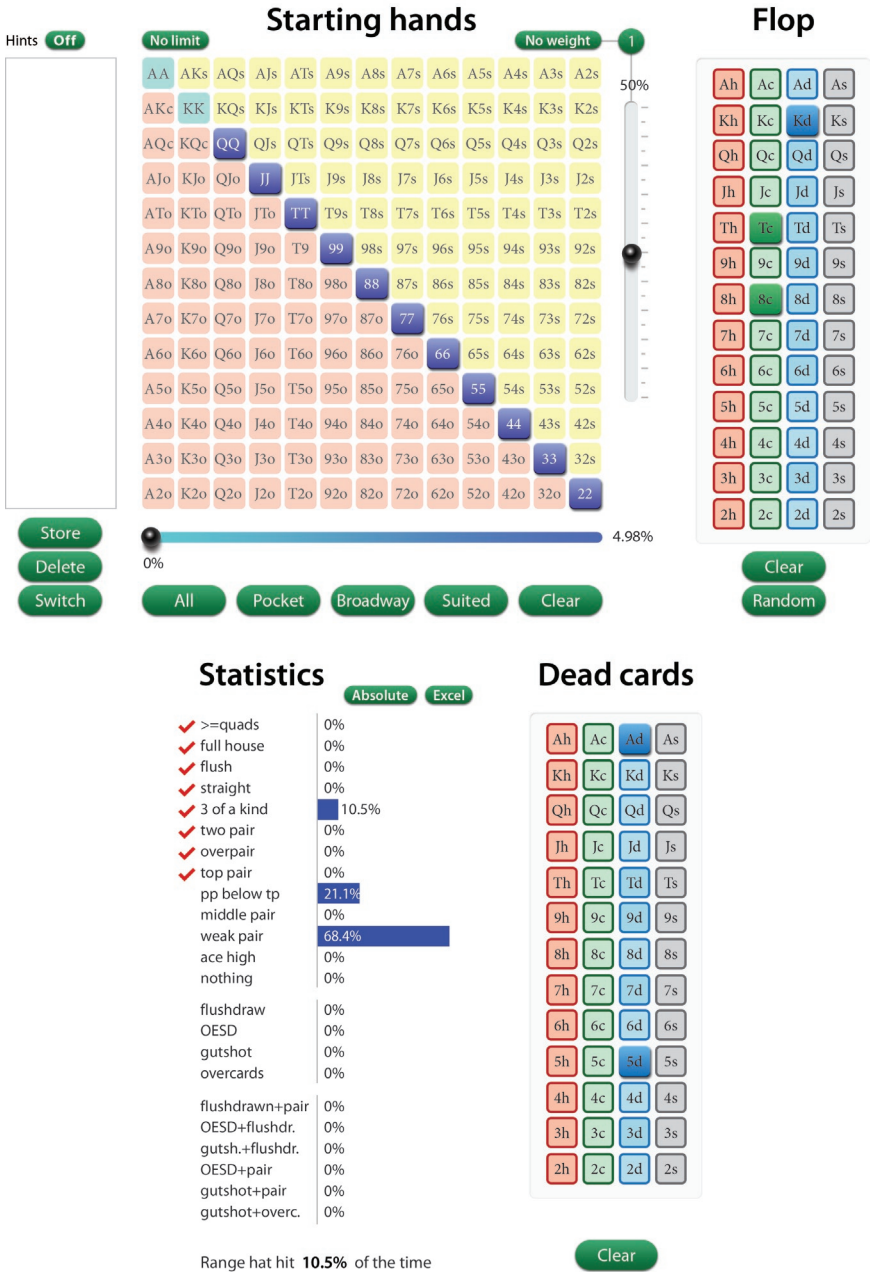 Starting hands
Flop
Hints Off
No limit
No weight
1
50%
AA AKs AQs AJs ATs A9s A8s A7s A6s A5s A4s A3s A2s
AKc KK KQs KJs KTs K9s K8s K7s K6s K5s K4s K3s K2s
AQc KQc QQ QJs QTs Q9s Q8s Q7s Q6s Q5s Q4s Q3s Q2s
AJo KJo QJo JJ JTs J9s J8s J7s J6s J5s J4s J3s J2s
ATo KTo QTo JTo TT T9s T8s T7s T6s T5s T4s T3s T2s
A9o K9o Q9o J9o T9 99 98s 97s 96s 95s 94s 93s 92s
A8o K8o Q8o J8o T8o 98o 88 87s 86s 85s 84s 83s 82s
A7o K7o Q7o J7o T7o 97o 87o 77 76s 75s 74s 73s 72s
A6o K6o Q6o J6o T6o 96o 86o 76o 66 65s 64s 63s 62s
A5o K5o Q5o J5o T5o 95o 85o 75o 65o 55 54s 53s 52s
A4o K4o Q4o J4o T4o 94o 84o 74o 64o 54o 44 43s 42s
A3o K3o Q3o J3o T3o 93o 83o 73o 63o 53o 43o 33 32s
A2o K2o Q2o J2o T2o 92o 82o 72o 62o 52o 42o 32o 22
0%
4.98%
Ah Ac Ad As
Kh Kc Kd Ks
Qh Qc Qd Qs
Jh Jc Jd Js
Th Tc Td Ts
9h 9c 9d 9s
8h 8c 8d 8s
7h 7c 7d 7s
6h 6c 6d 6s
5h 5c 5d 5s
4h 4c 4d 4s
3h 3c 3d 3s
2h 2c 2d 2s
Store
Delete
Switch
All
Pocket
Broadway
Suited
Clear
Clear
Random
Statistics
Absolute
Excel
>=quads 0%
full house 0%
flush 0%
straight 0%
3 of a kind 10.5%
two pair 0%
overpair 0%
top pair 0%
pp below tp 21.1%
middle pair 0%
weak pair 68.4%
ace high 0%
nothing 0%
flushdraw 0%
OESD 0%
gutshot 0%
overcards 0%
flushdrawn+pair 0%
OESD+flushdr. 0%
gutsh.+flushdr. 0%
OESD+pair 0%
gutshot+pair 0%
gutshot+overc. 0%
Range hat hit 10.5% of the time
Dead cards
Ah Ac Ad As
Kh Kc Kd Ks
Qh Qc Qd Qs
Jh Jc Jd Js
Th Tc Td Ts
9h 9c 9d 9s
8h 8c 8d 8s
7h 7c 7d 7s
6h 6c 6d 6s
5h 5c 5d 5s
4h 4c 4d 4s
3h 3c 3d 3s
2h 2c 2d 2s
Clear